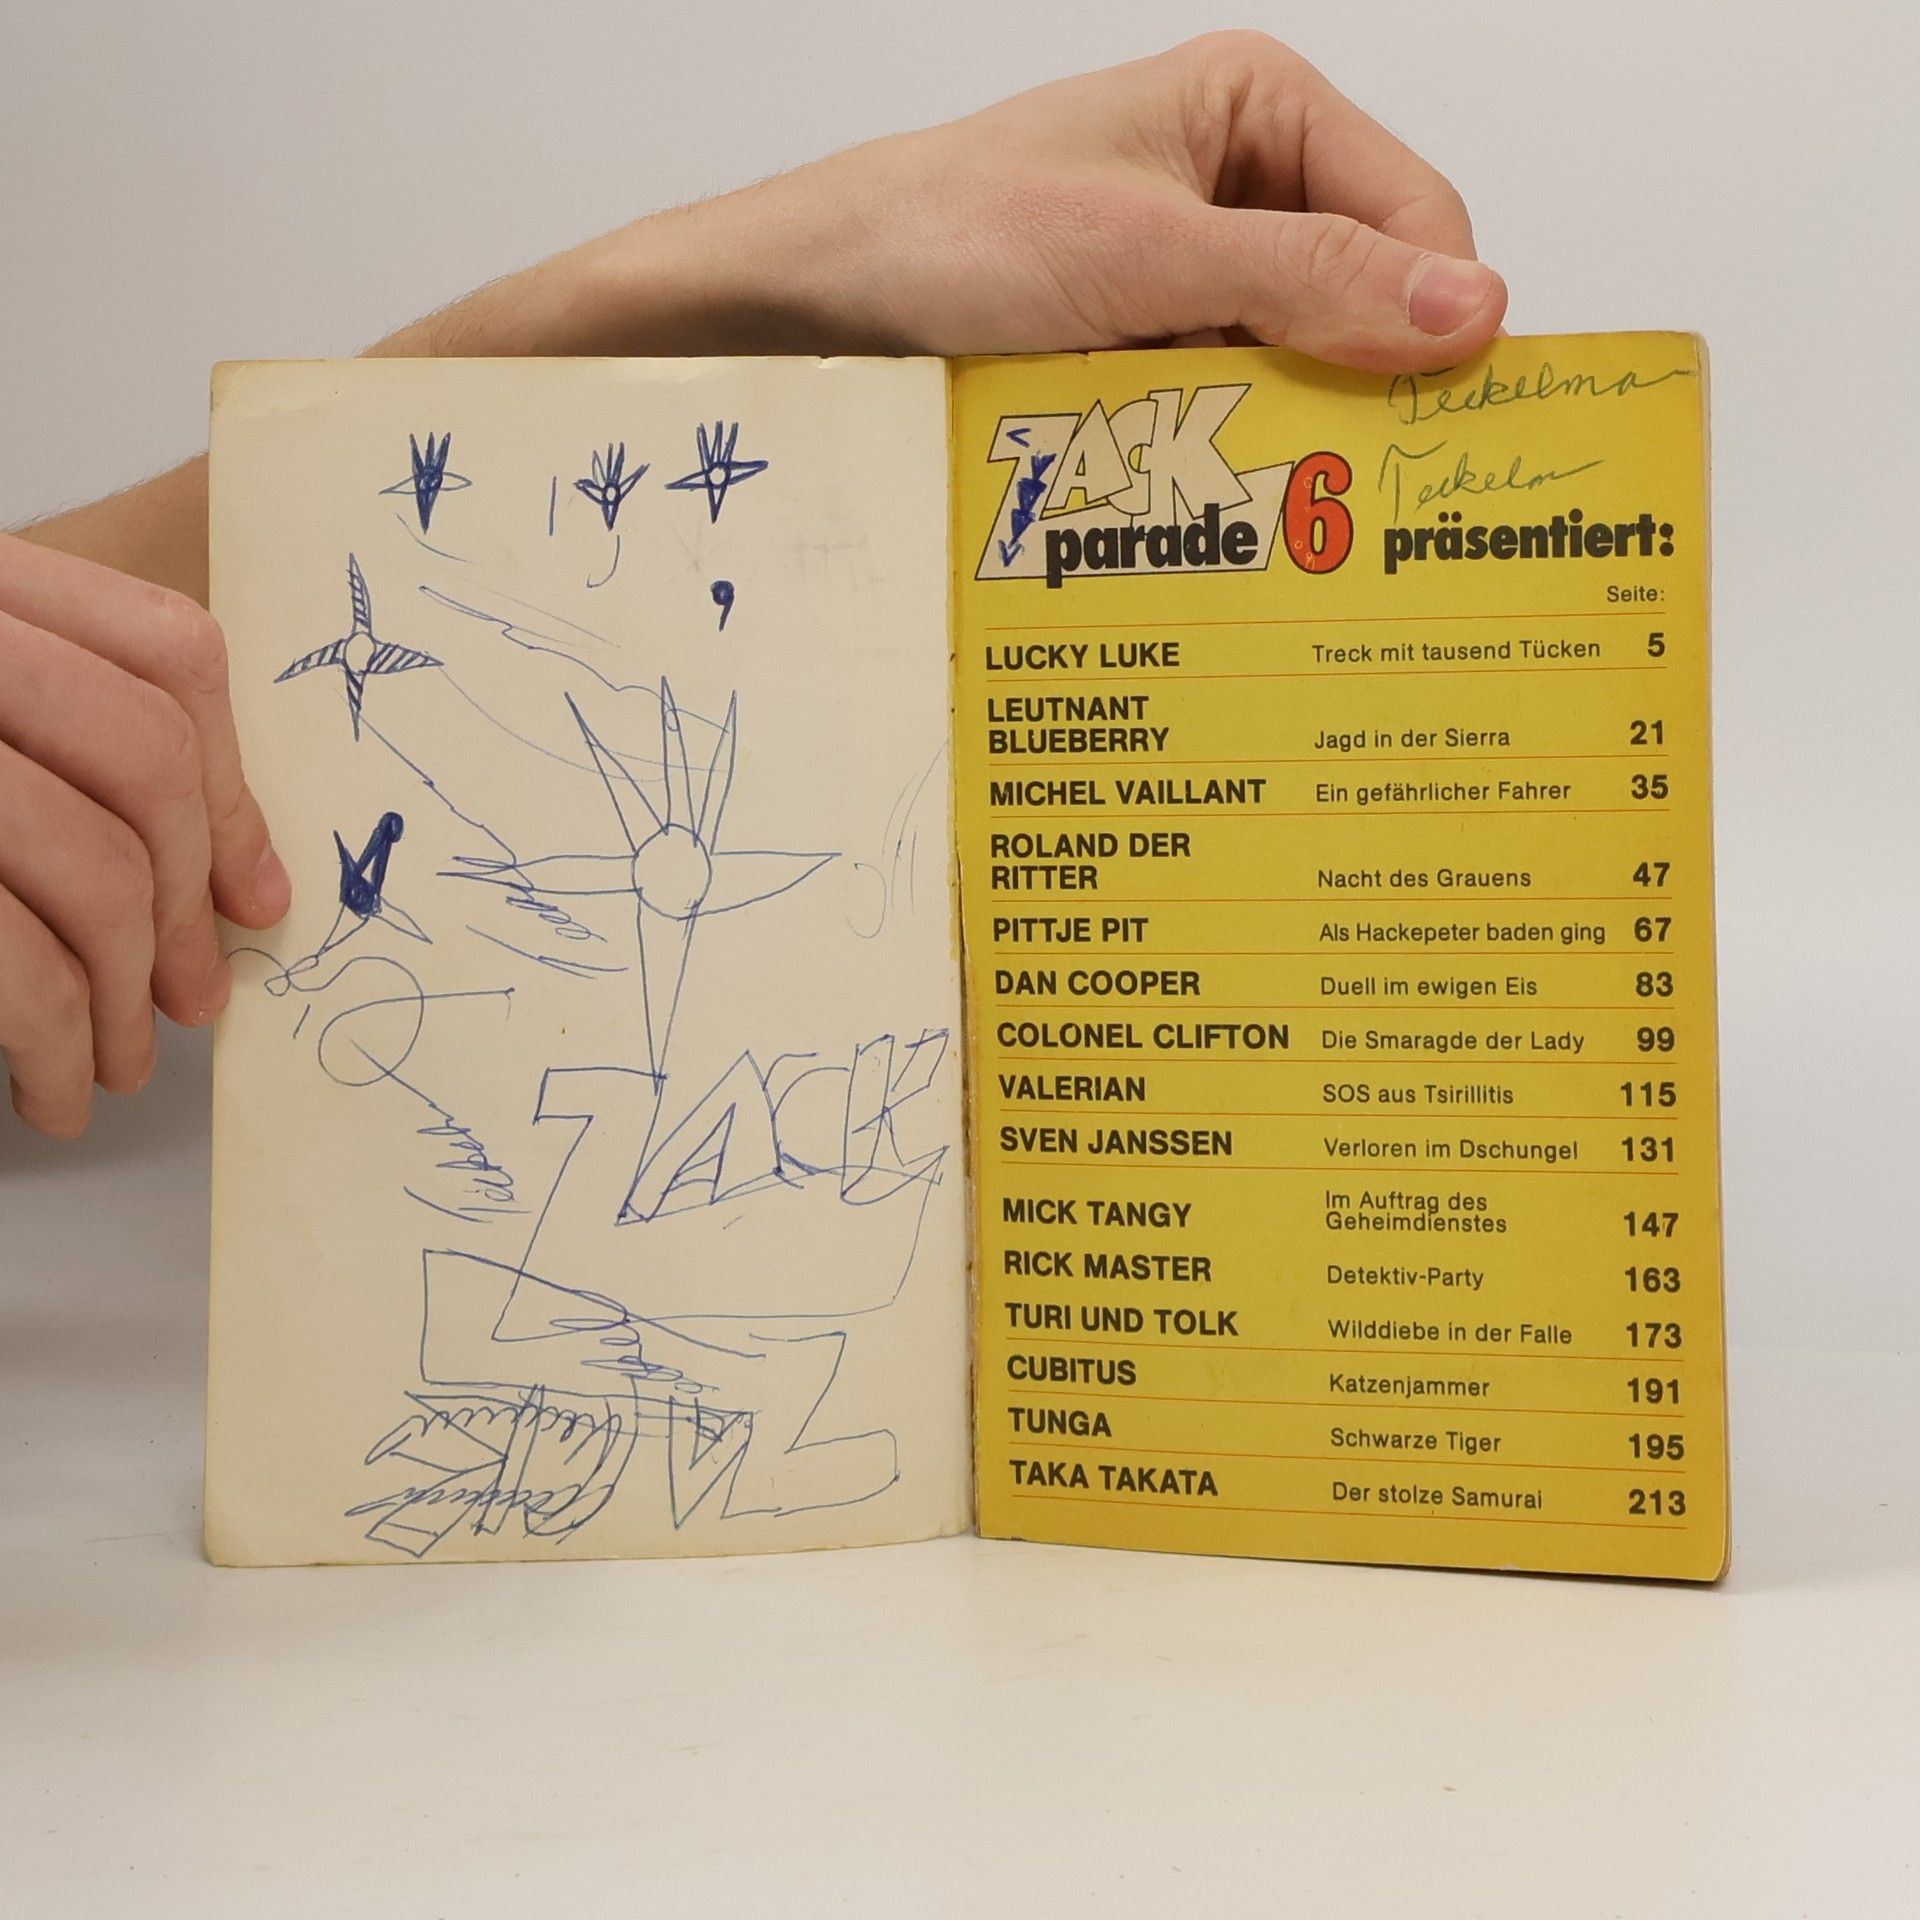 ZACK
Teckelma
Teckelm
ZACK
parade 6 präsentiert:
Seite:
LUCKY LUKE Treck mit tausend Tücken 5
LEUTNANT
BLUEBERRY Jagd in der Sierra 21
MICHEL VAILLANT Ein gefährlicher Fahrer 35
ROLAND DER
RITTER Nacht des Grauens 47
PITTJE PIT Als Hackepeter baden ging 67
DAN COOPER Duell im ewigen Eis 83
COLONEL CLIFTON Die Smaragde der Lady 99
VALERIAN SOS aus Tsirillitis 115
SVEN JANSSEN Verloren im Dschungel 131
MICK TANGY Im Auftrag des
Geheimdienstes 147
RICK MASTER Detektiv-Party 163
TURI UND TOLK Wilddiebe in der Falle 173
CUBITUS Katzenjammer 191
TUNGA Schwarze Tiger 195
TAKA TAKATA Der stolze Samurai 213